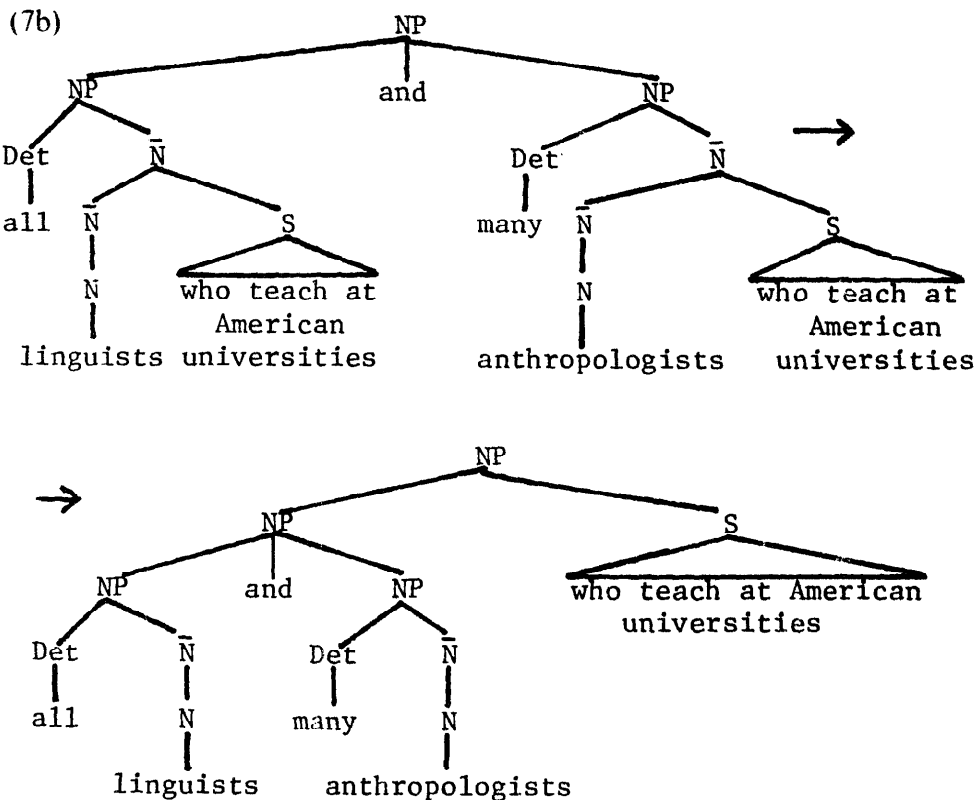 (7b)
NP
NP and NP
Det N̄ Det N̄ →
all N̄ S many N̄ S
N who teach at N who teach at
American American
linguists universities anthropologists universities
→ NP
NP S
NP and NP who teach at American
universities
Det N̄ Det N̄
all N many N
linguists anthropologists